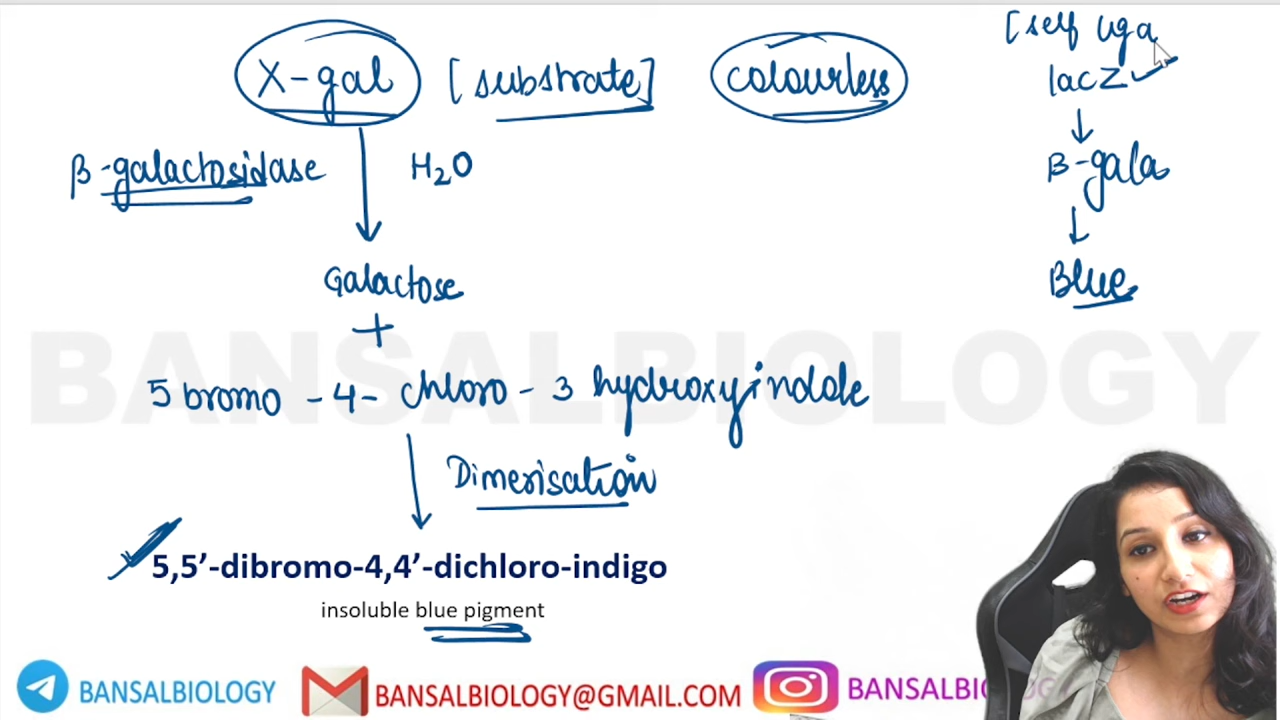 X-gal [substrate] colourless
[self liga
lacZ
β-galactosidase H2O
β-gala
Galactose
Blue
+
5 bromo - 4 - chloro - 3 hydroxyindole
Dimerisation
5,5’-dibromo-4,4’-dichloro-indigo
insoluble blue pigment
BANSALBIOLOGY
BANSALBIOLOGY BANSALBIOLOGY@GMAIL.COM BANSALBI